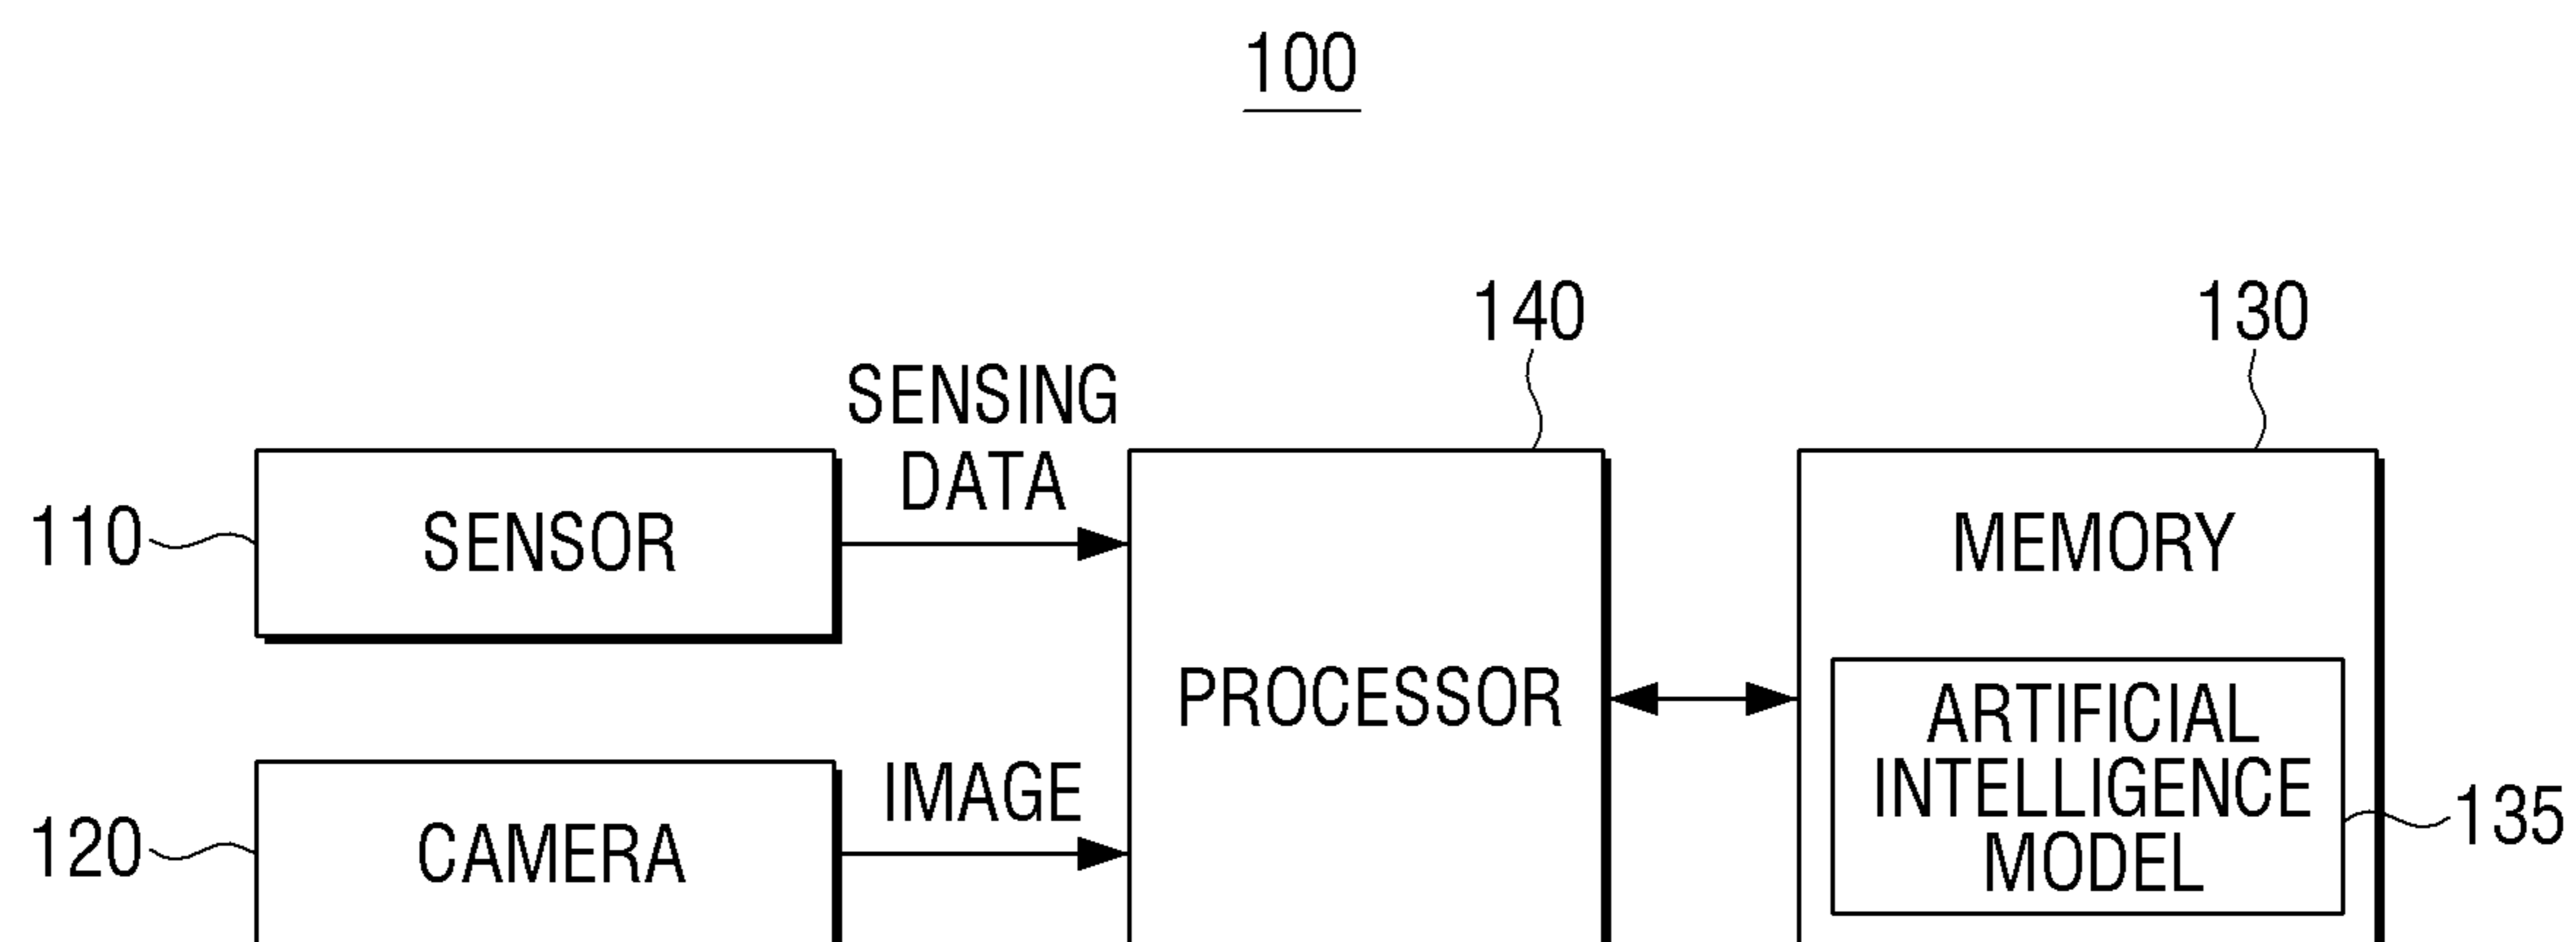 100
140
130
SENSING
DATA
110
SENSOR
MEMORY
PROCESSOR
ARTIFICIAL
INTELLIGENCE
MODEL
135
IMAGE
120
CAMERA